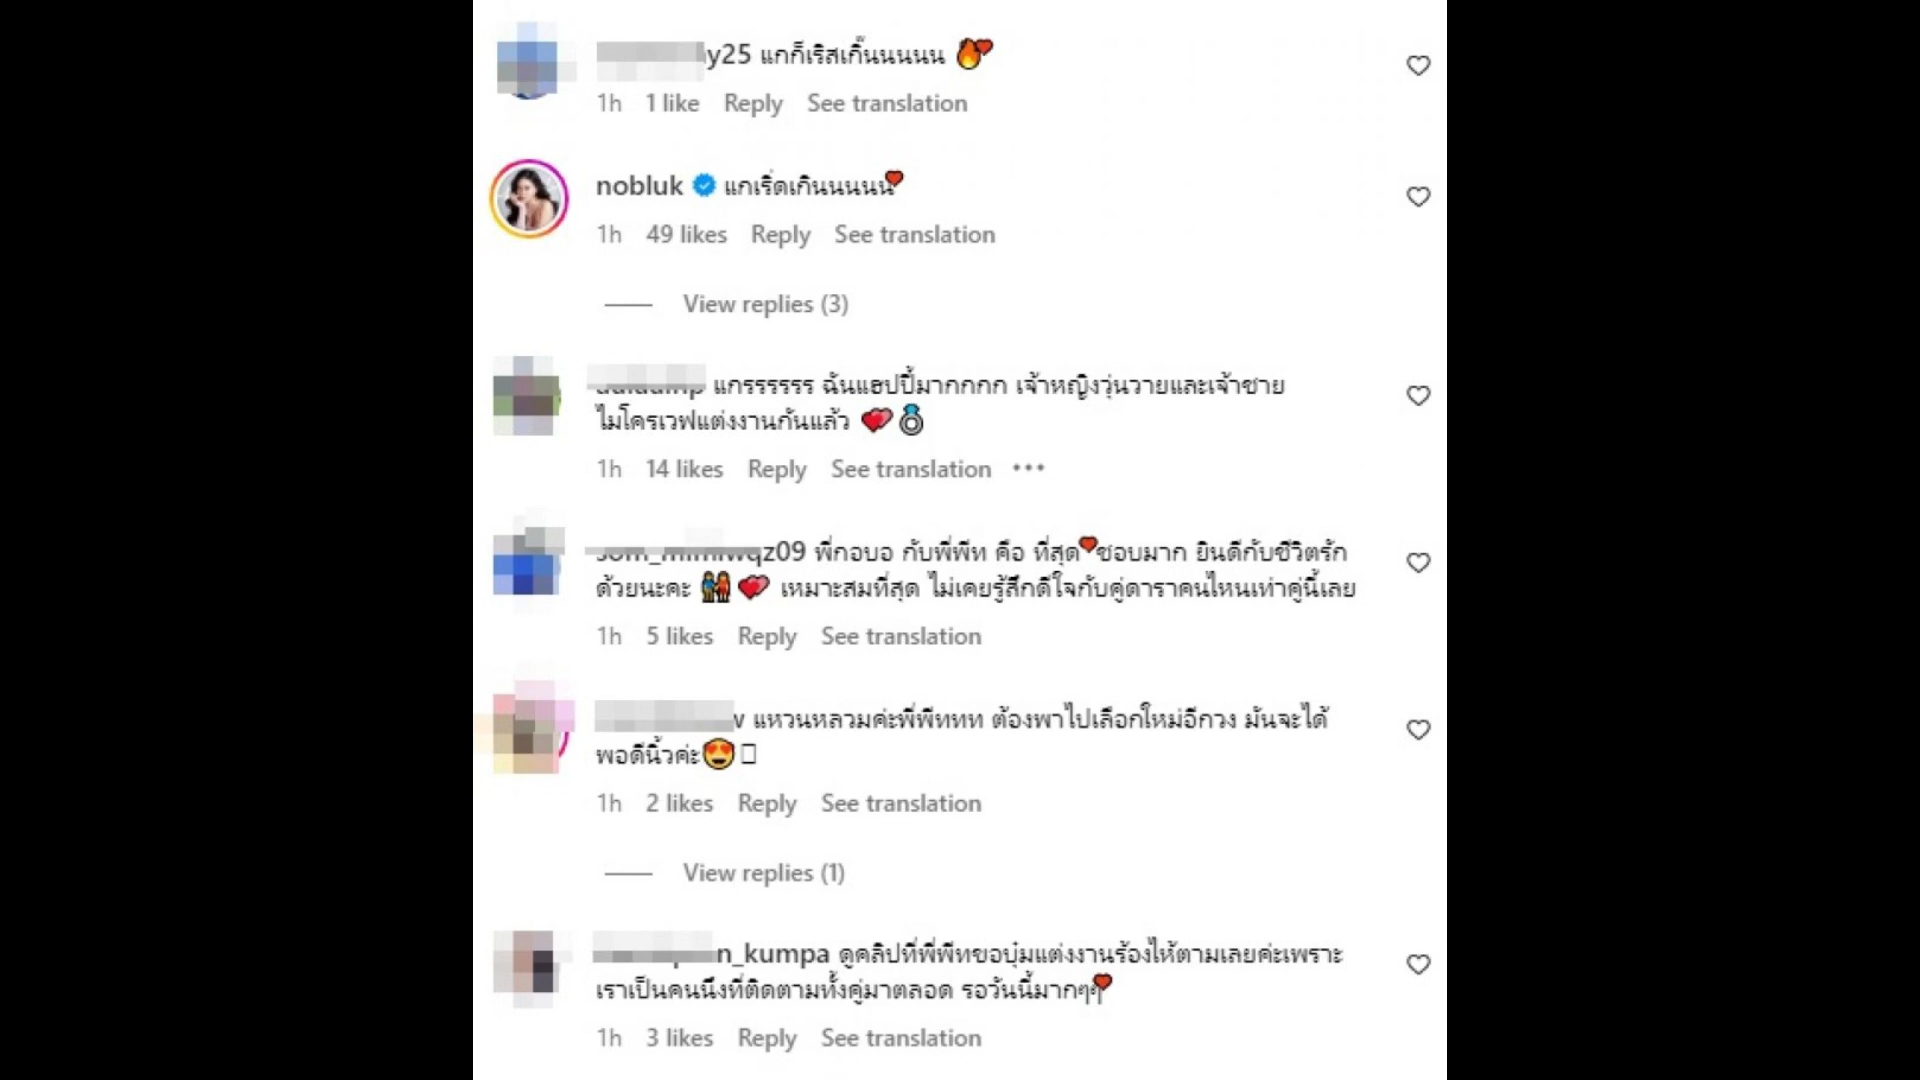 y25 แกก็เริสเกิ๊นนนนน
1h 1 like Reply See translation
nobluk แกเริ่ดเกินนนนน
1h 49 likes Reply See translation
View replies (3)
แกรรรรรร ฉันแฮปปี้มากกกก เจ้าหญิงวุ่นวายและเจ้าชาย
ไมโครเวฟแต่งงานกันแล้ว
1h 14 likes Reply See translation
z09 พี่กอบอ กับพี่พีท คือ ที่สุด ชอบมาก ยินดีกับชีวิตรัก
ด้วยนะคะ เหมาะสมที่สุด ไม่เคยรู้สึกดีใจกับคู่ดาราคนไหนเท่าคู่นี้เลย
1h 5 likes Reply See translation
แหวนหลวมค่ะพี่พีททท ต้องพาไปเลือกใหม่อีกวง มันจะได้
พอดีนิ้วค่ะ
1h 2 likes Reply See translation
View replies (1)
n_kumpa ดูคลิปที่พี่พีทขอบุ๋มแต่งงานร้องไห้ตามเลยค่ะเพราะ
เราเป็นคนนึงที่ติดตามทั้งคู่มาตลอด รอวันนี้มากๆๆ
1h 3 likes Reply See translation